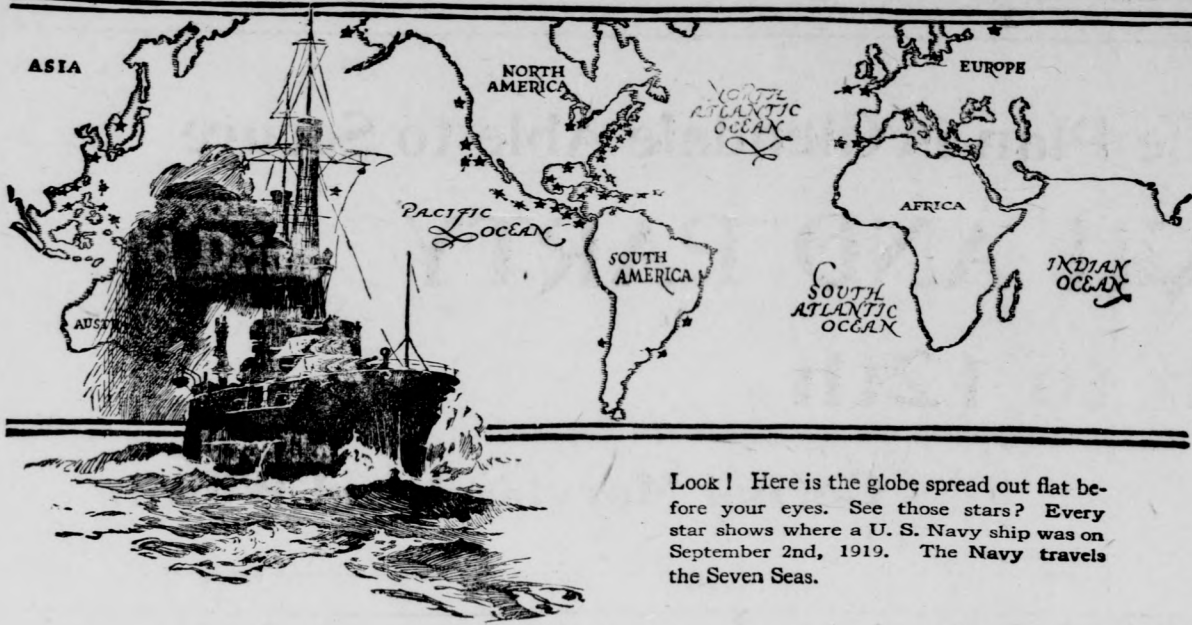 ASIA
NORTH
AMERICA
NORTH
ATLANTIC
OCEAN
EUROPE
PACIFIC
OCEAN
AFRICA
SOUTH
AMERICA
INDIAN
OCEAN
SOUTH
ATLANTIC
OCEAN
AUST
Look! Here is the globe spread out flat be-
fore your eyes. See those stars? Every
star shows where a U. S. Navy ship was on
September 2nd, 1919. The Navy travels
the Seven Seas.